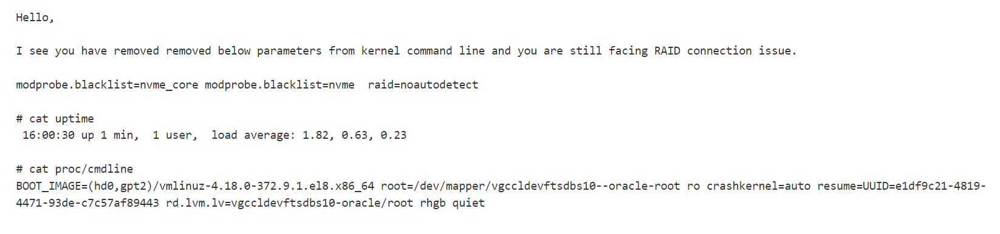 Hello,
I see you have removed removed below parameters from kernel command line and you are still facing RAID connection issue.
modprobe.blacklist=nvme_core modprobe.blacklist=nvme  raid=noautodetect
# cat uptime
 16:00:30 up 1 min,  1 user,  load average: 1.82, 0.63, 0.23
# cat proc/cmdline
BOOT_IMAGE=(hd0,gpt2)/vmlinuz-4.18.0-372.9.1.el8.x86_64 root=/dev/mapper/vgccldevftsdbs10--oracle-root ro crashkernel=auto resume=UUID=e1df9c21-4819-
4471-93de-c7c57af89443 rd.lvm.lv=vgccldevftsdbs10-oracle/root rhgb quiet